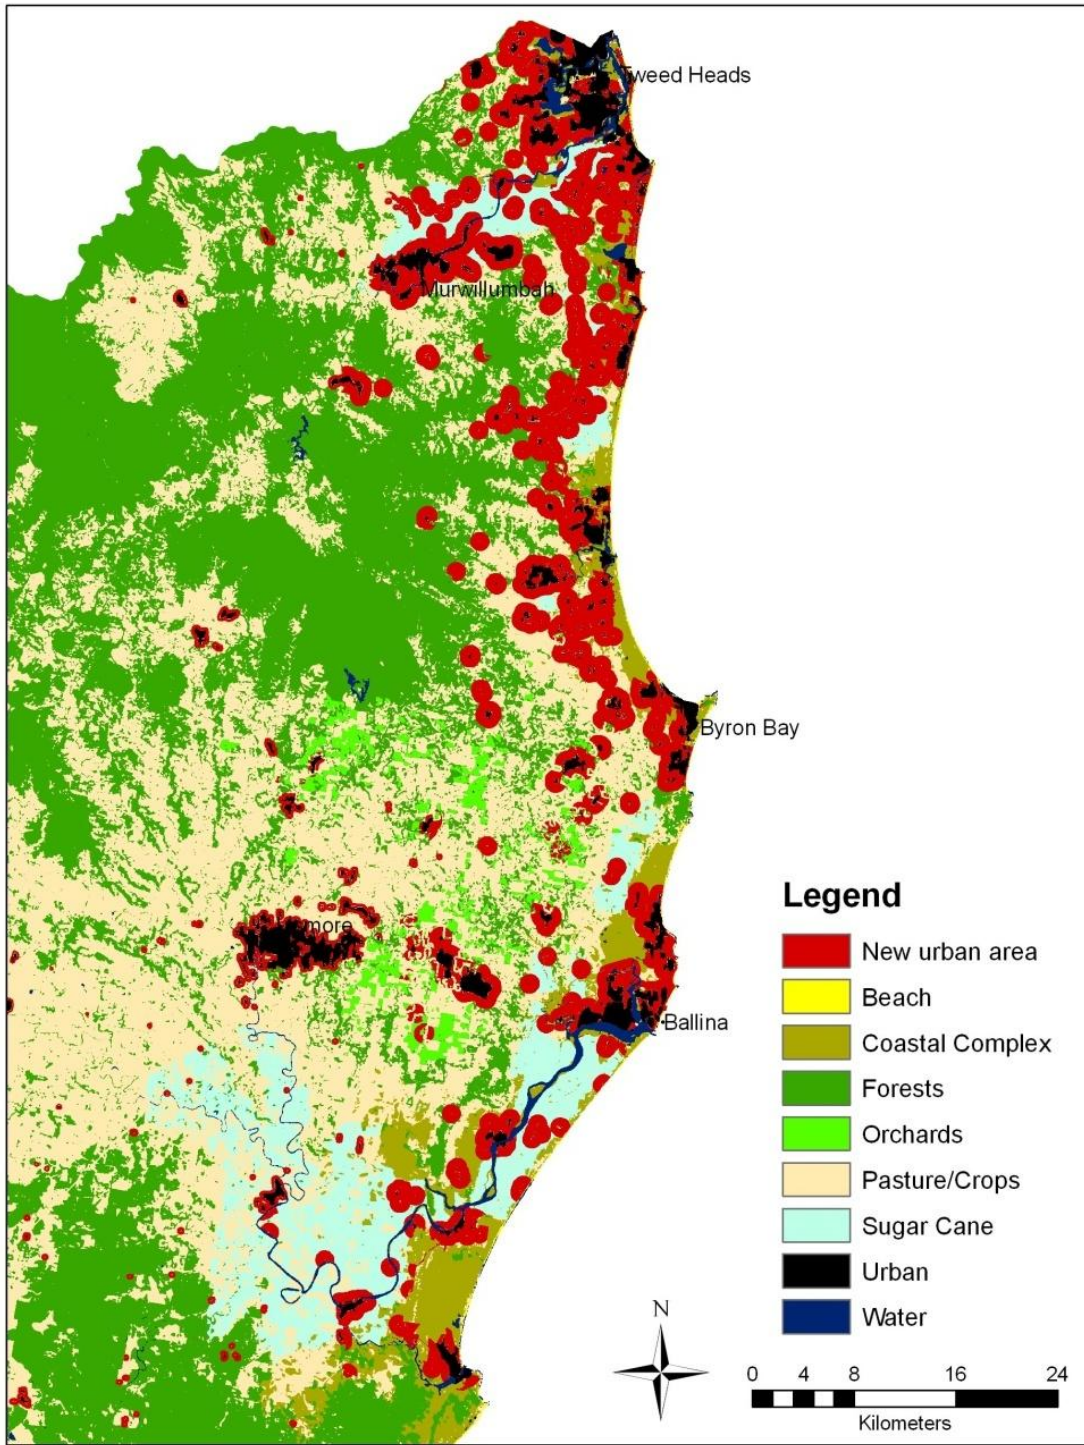 Tweed Heads
Murwillumbah
Byron Bay
more
Ballina
Legend
New urban area
Beach
Coastal Complex
Forests
Orchards
Pasture/Crops
Sugar Cane
Urban
Water
N
0 4 8 16 24
Kilometers